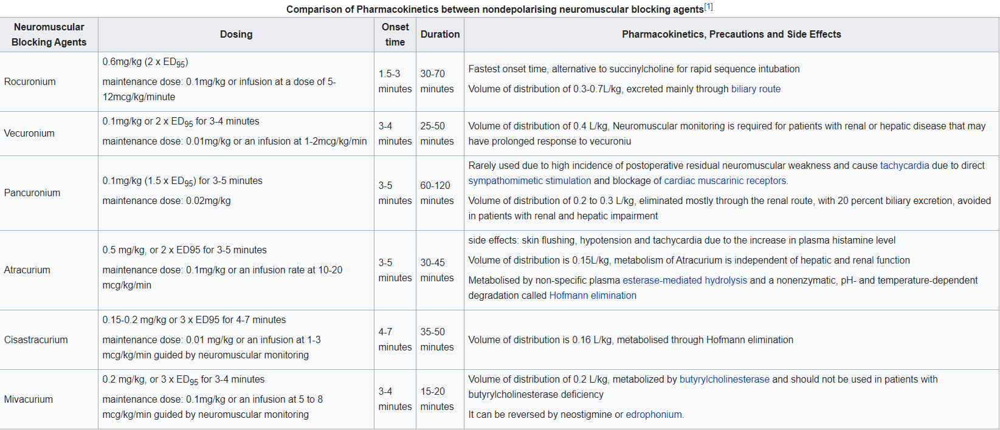 Comparison of Pharmacokinetics between nondepolarising neuromuscular blocking agents[1]
Neuromuscular
Blocking Agents
Dosing
Onset
time
Duration
Pharmacokinetics, Precautions and Side Effects
Rocuronium
0.6mg/kg (2 x ED95)
maintenance dose: 0.1mg/kg or infusion at a dose of 5-
12mcg/kg/minute
1.5-3
minutes
30-70
minutes
Fastest onset time, alternative to succinylcholine for rapid sequence intubation
Volume of distribution of 0.3-0.7L/kg, excreted mainly through biliary route
Vecuronium
0.1mg/kg or 2 x ED95 for 3-4 minutes
maintenance dose: 0.01mg/kg or an infusion at 1-2mcg/kg/min
3-4
minutes
25-50
minutes
Volume of distribution of 0.4 L/kg, Neuromuscular monitoring is required for patients with renal or hepatic disease that may
have prolonged response to vecuroniu
Pancuronium
0.1mg/kg (1.5 x ED95) for 3-5 minutes
maintenance dose: 0.02mg/kg
3-5
minutes
60-120
minutes
Rarely used due to high incidence of postoperative residual neuromuscular weakness and cause tachycardia due to direct
sympathomimetic stimulation and blockage of cardiac muscarinic receptors.
Volume of distribution of 0.2 to 0.3 L/kg, eliminated mostly through the renal route, with 20 percent biliary excretion, avoided
in patients with renal and hepatic impairment
Atracurium
0.5 mg/kg, or 2 x ED95 for 3-5 minutes
maintenance dose: 0.1mg/kg or an infusion rate at 10-20
mcg/kg/min
3-5
minutes
30-45
minutes
side effects: skin flushing, hypotension and tachycardia due to the increase in plasma histamine level
Volume of distribution is 0.15L/kg, metabolism of Atracurium is independent of hepatic and renal function
Metabolised by non-specific plasma esterase-mediated hydrolysis and a nonenzymatic, pH- and temperature-dependent
degradation called Hofmann elimination
Cisastracurium
0.15-0.2 mg/kg or 3 x ED95 for 4-7 minutes
maintenance dose: 0.01 mg/kg or an infusion at 1-3
mcg/kg/min guided by neuromuscular monitoring
4-7
minutes
35-50
minutes
Volume of distribution is 0.16 L/kg, metabolised through Hofmann elimination
Mivacurium
0.2 mg/kg, or 3 x ED95 for 3-4 minutes
maintenance dose: 0.1mg/kg or an infusion at 5 to 8
mcg/kg/min guided by neuromuscular monitoring
3-4
minutes
15-20
minutes
Volume of distribution of 0.2 L/kg, metabolized by butyrylcholinesterase and should not be used in patients with
butyrylcholinesterase deficiency
It can be reversed by neostigmine or edrophonium.